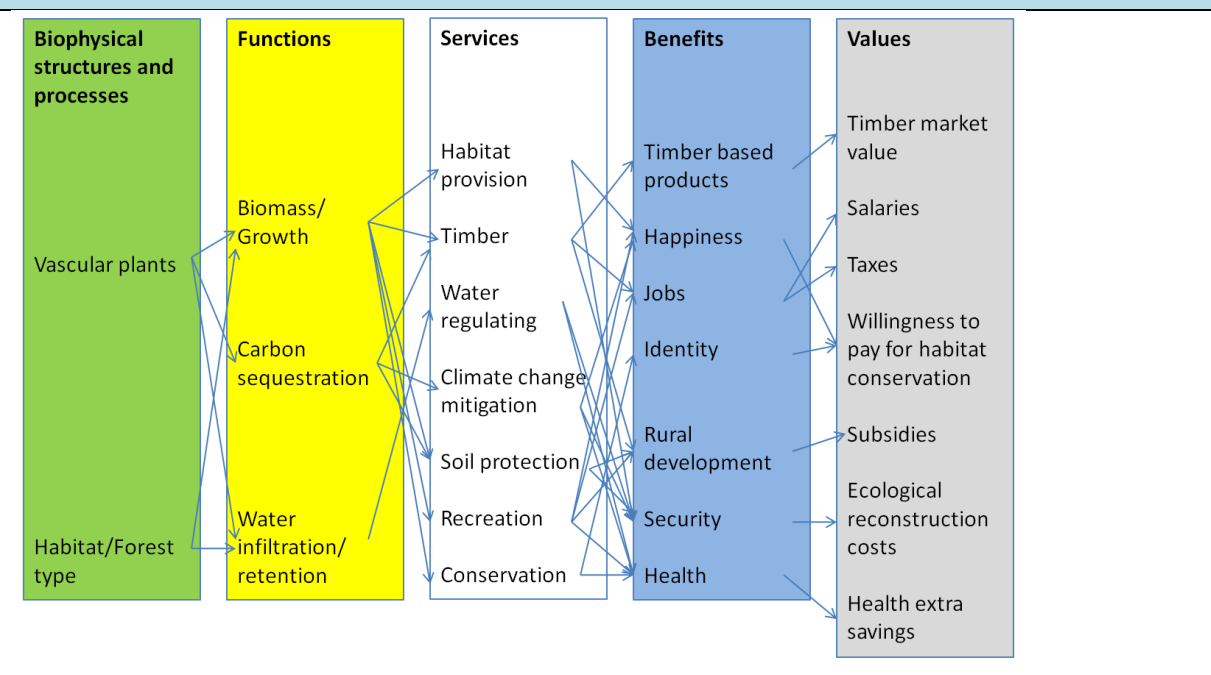 Biophysical
structures and
processes
Vascular plants
Habitat/Forest
type
Functions
Biomass/
Growth
Carbon
sequestration
Water
infiltration/
retention
Services
Habitat
provision
Timber
Water
regulating
Climate change
mitigation
Soil protection
Recreation
Conservation
Benefits
Timber based
products
Happiness
Jobs
Identity
Rural
development
Security
Health
Values
Timber market
value
Salaries
Taxes
Willingness to
pay for habitat
conservation
Subsidies
Ecological
reconstruction
costs
Health extra
savings